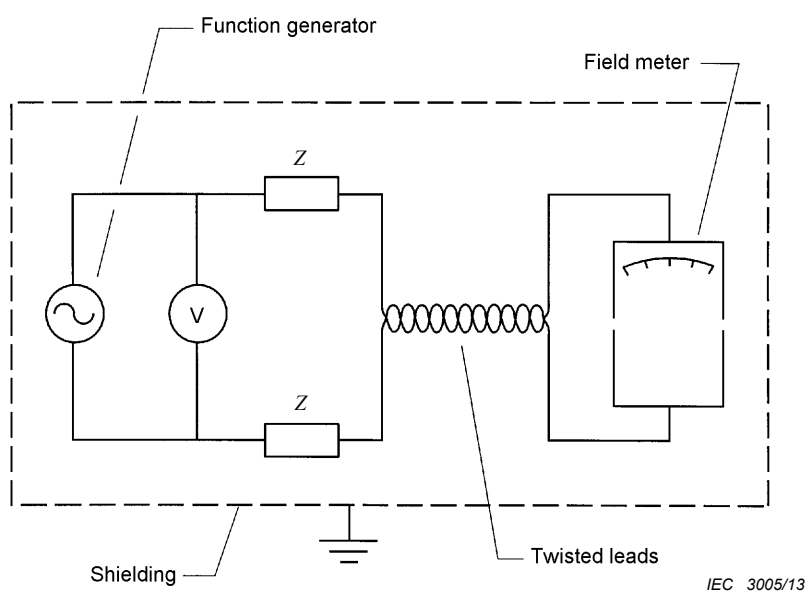 Function generator
Field meter
Z
V
Z
Twisted leads
Shielding
IEC 3005/13